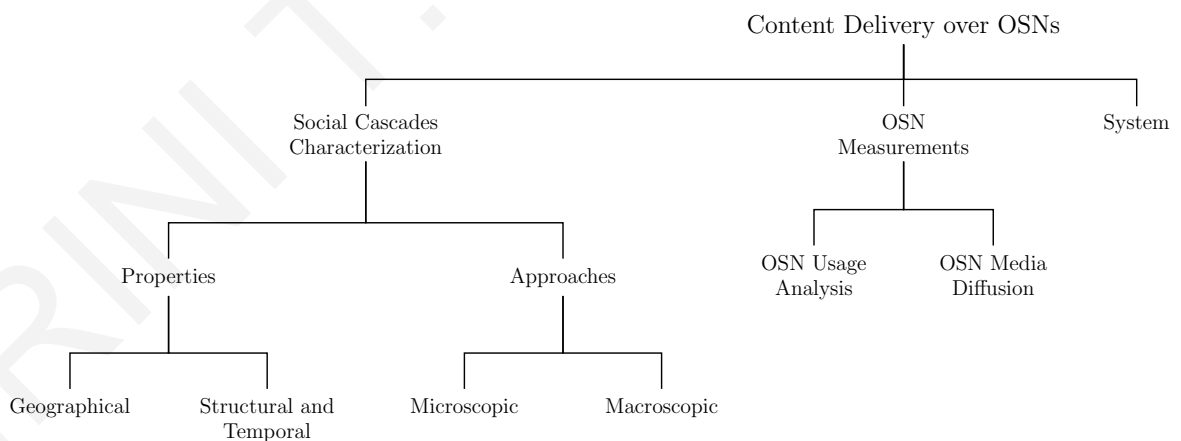 Content Delivery over OSNs
Social Cascades
Characterization
OSN
Measurements
System
Properties
Approaches
OSN Usage
Analysis
OSN Media
Diffusion
Geographical
Structural and
Temporal
Microscopic
Macroscopic
RINI T.